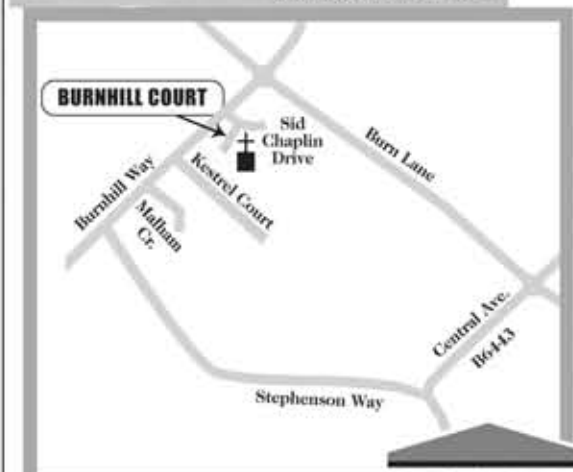 BURNHILL COURT
Sid
Chaplin
Drive
Burn Lane
Burnhill Way
Kestrel Court
Malham
Cr.
Central Ave.
B6443
Stephenson Way